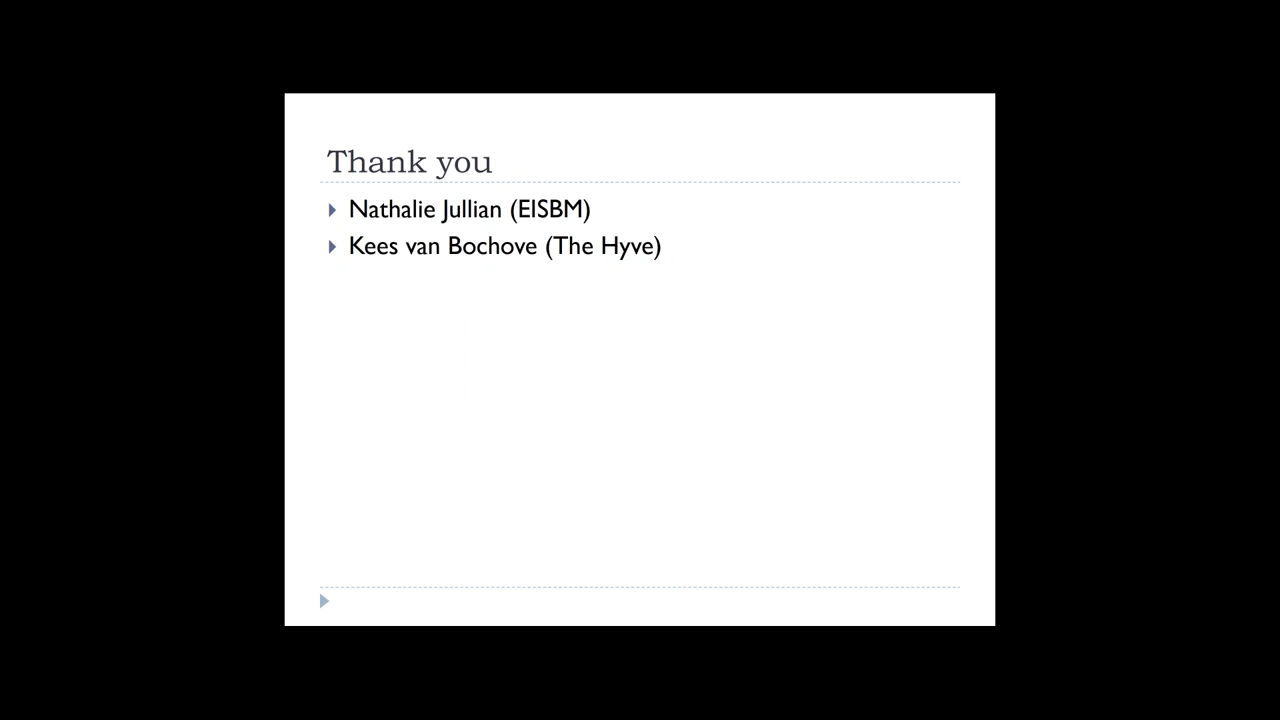 Thank you
Nathalie Jullian (EISBM)
Kees van Bochove (The Hyve)